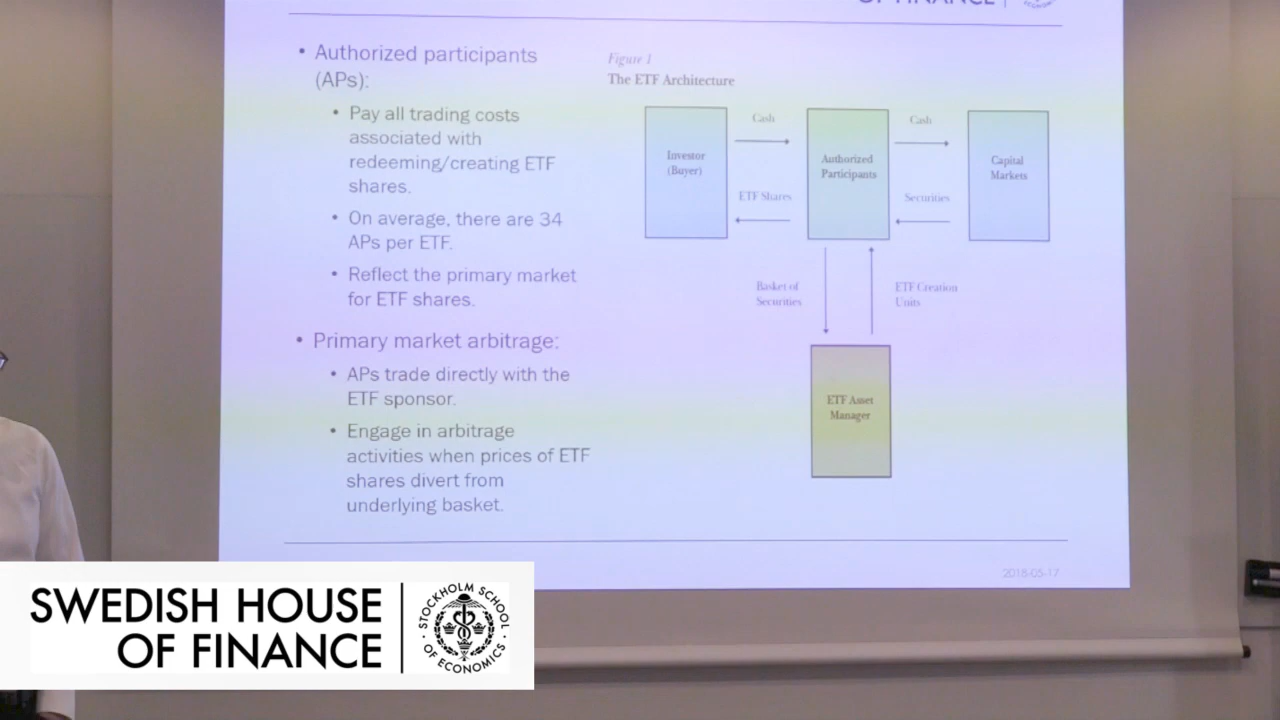 OF FINANCE
• Authorized participants
(APs):
• Pay all trading costs
associated with
redeeming/creating ETF
shares.
• On average, there are 34
APs per ETF.
• Reflect the primary market
for ETF shares.
• Primary market arbitrage:
• APs trade directly with the
ETF sponsor.
• Engage in arbitrage
activities when prices of ETF
shares divert from
underlying basket.
Figure 1
The ETF Architecture
Investor
(Buyer)
Cash
ETF Shares
Authorized
Participants
Cash
Securities
Capital
Markets
Basket of
Securities
ETF Creation
Units
ETF Asset
Manager
2018-05-17
SWEDISH HOUSE
OF FINANCE
STOCKHOLM SCHOOL
OF ECONOMICS